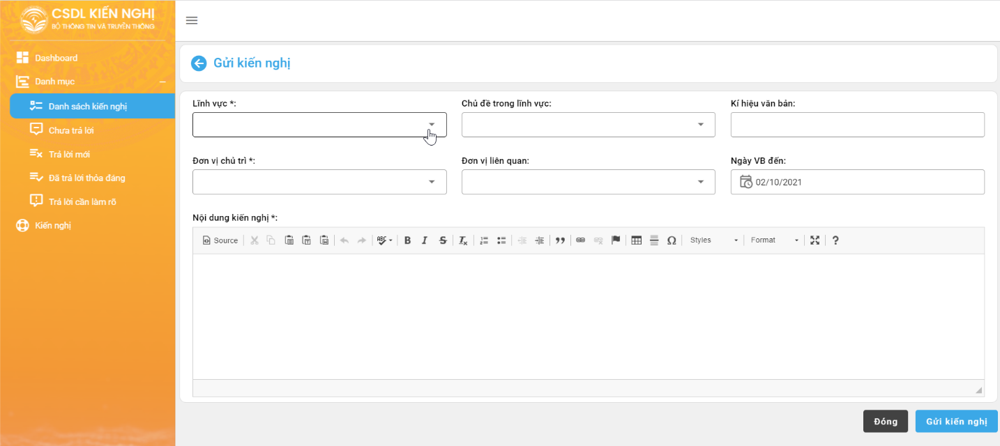 CSDL KIẾN NGHỊ
BỘ THÔNG TIN VÀ TRUYỀN THÔNG
Dashboard
Danh mục
Danh sách kiến nghị
Chưa trả lời
Trả lời mới
Đã trả lời thỏa đáng
Trả lời cần làm rõ
Kiến nghị
Gửi kiến nghị
Lĩnh vực *:
Chủ đề trong lĩnh vực:
Kí hiệu văn bản:
Đơn vị chủ trì *:
Đơn vị liên quan:
Ngày VB đến:
02/10/2021
Nội dung kiến nghị *:
Source
Styles
Format
Đóng
Gửi kiến nghị